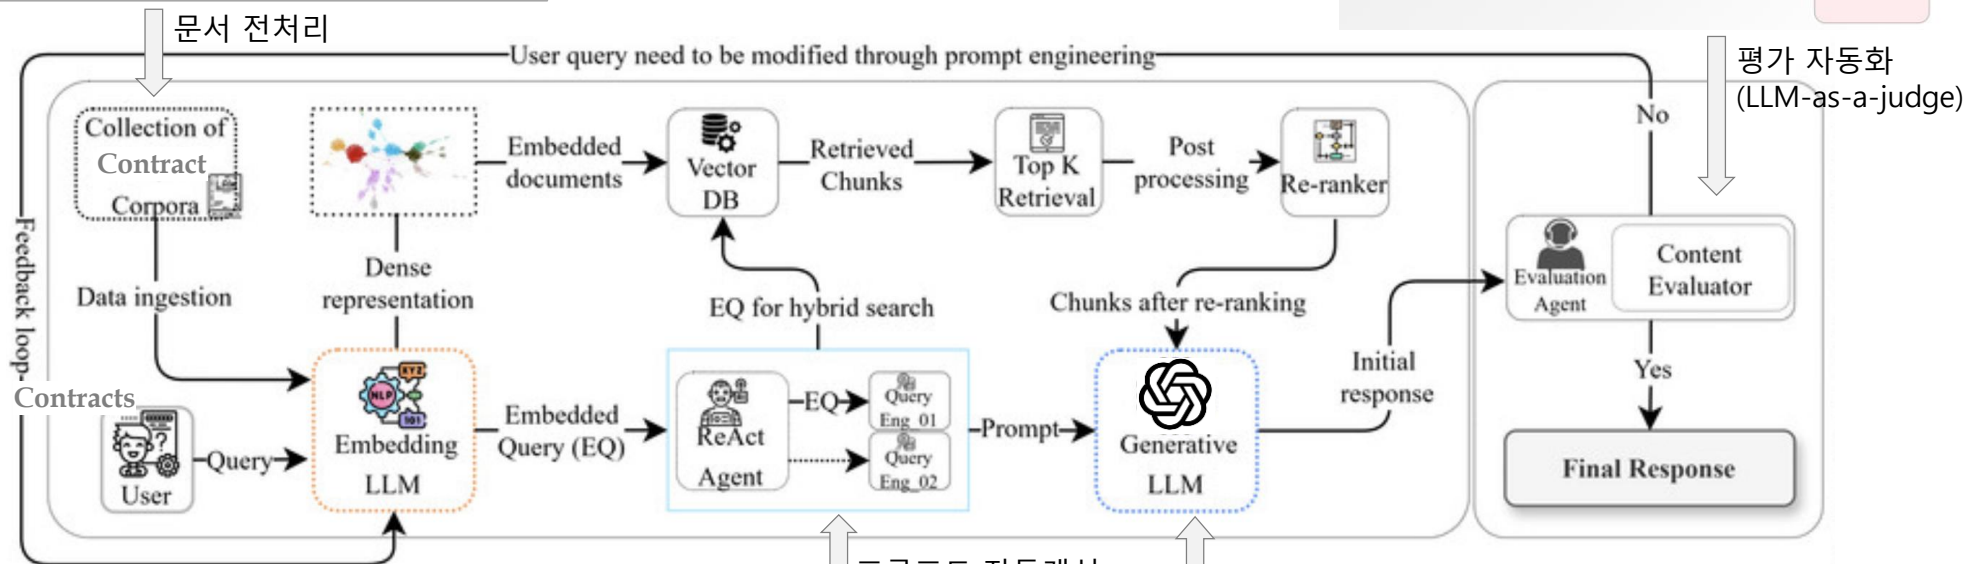 문서 전처리
User query need to be modified through prompt engineering
평가 자동화
(LLM-as-a-judge)
No
Collection of
Contract
Corpora
Embedded
documents
Vector
DB
Retrieved
Chunks
Top K
Retrieval
Post
processing
Re-ranker
Feedback loop
Data ingestion
Dense
representation
EQ for hybrid search
Chunks after re-ranking
Evaluation
Agent
Content
Evaluator
Initial
response
Yes
Contracts
User
Query
NLP
XYZ
101
Embedding
LLM
Embedded
Query (EQ)
ReAct
Agent
EQ
Query
Eng_01
Query
Eng_02
Prompt
Generative
LLM
Final Response